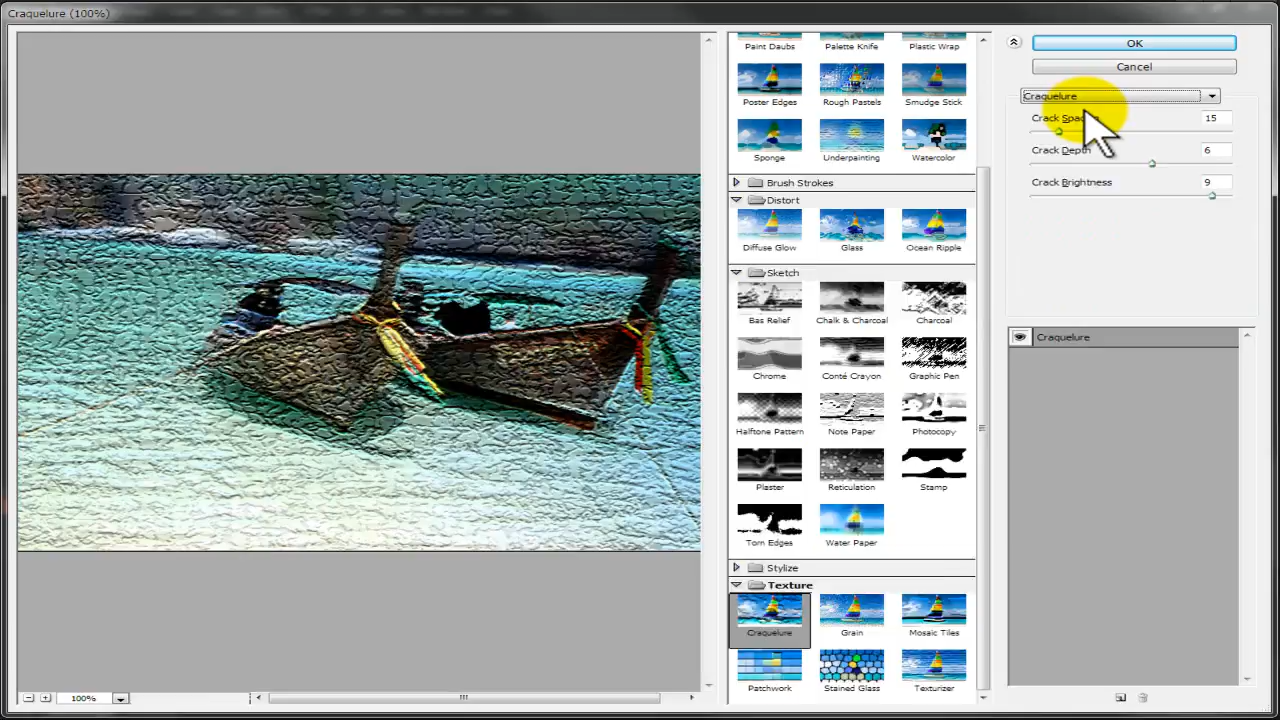 Craquelure (100%)
Paint Daubs Palette Knife Plastic Wrap
Poster Edges Rough Pastels Smudge Stick
Sponge Underpainting Watercolor
Brush Strokes
Distort
Diffuse Glow Glass Ocean Ripple
Sketch
Bas Relief Chalk & Charcoal Charcoal
Chrome Conté Crayon Graphic Pen
Halftone Pattern Note Paper Photocopy
Plaster Reticulation Stamp
Torn Edges Water Paper
Stylize
Texture
Craquelure Grain Mosaic Tiles
Patchwork Stained Glass Texturizer
100%
OK
Cancel
Craquelure
Crack 15
Crack Depth 6
Crack Brightness 9
Craquelure